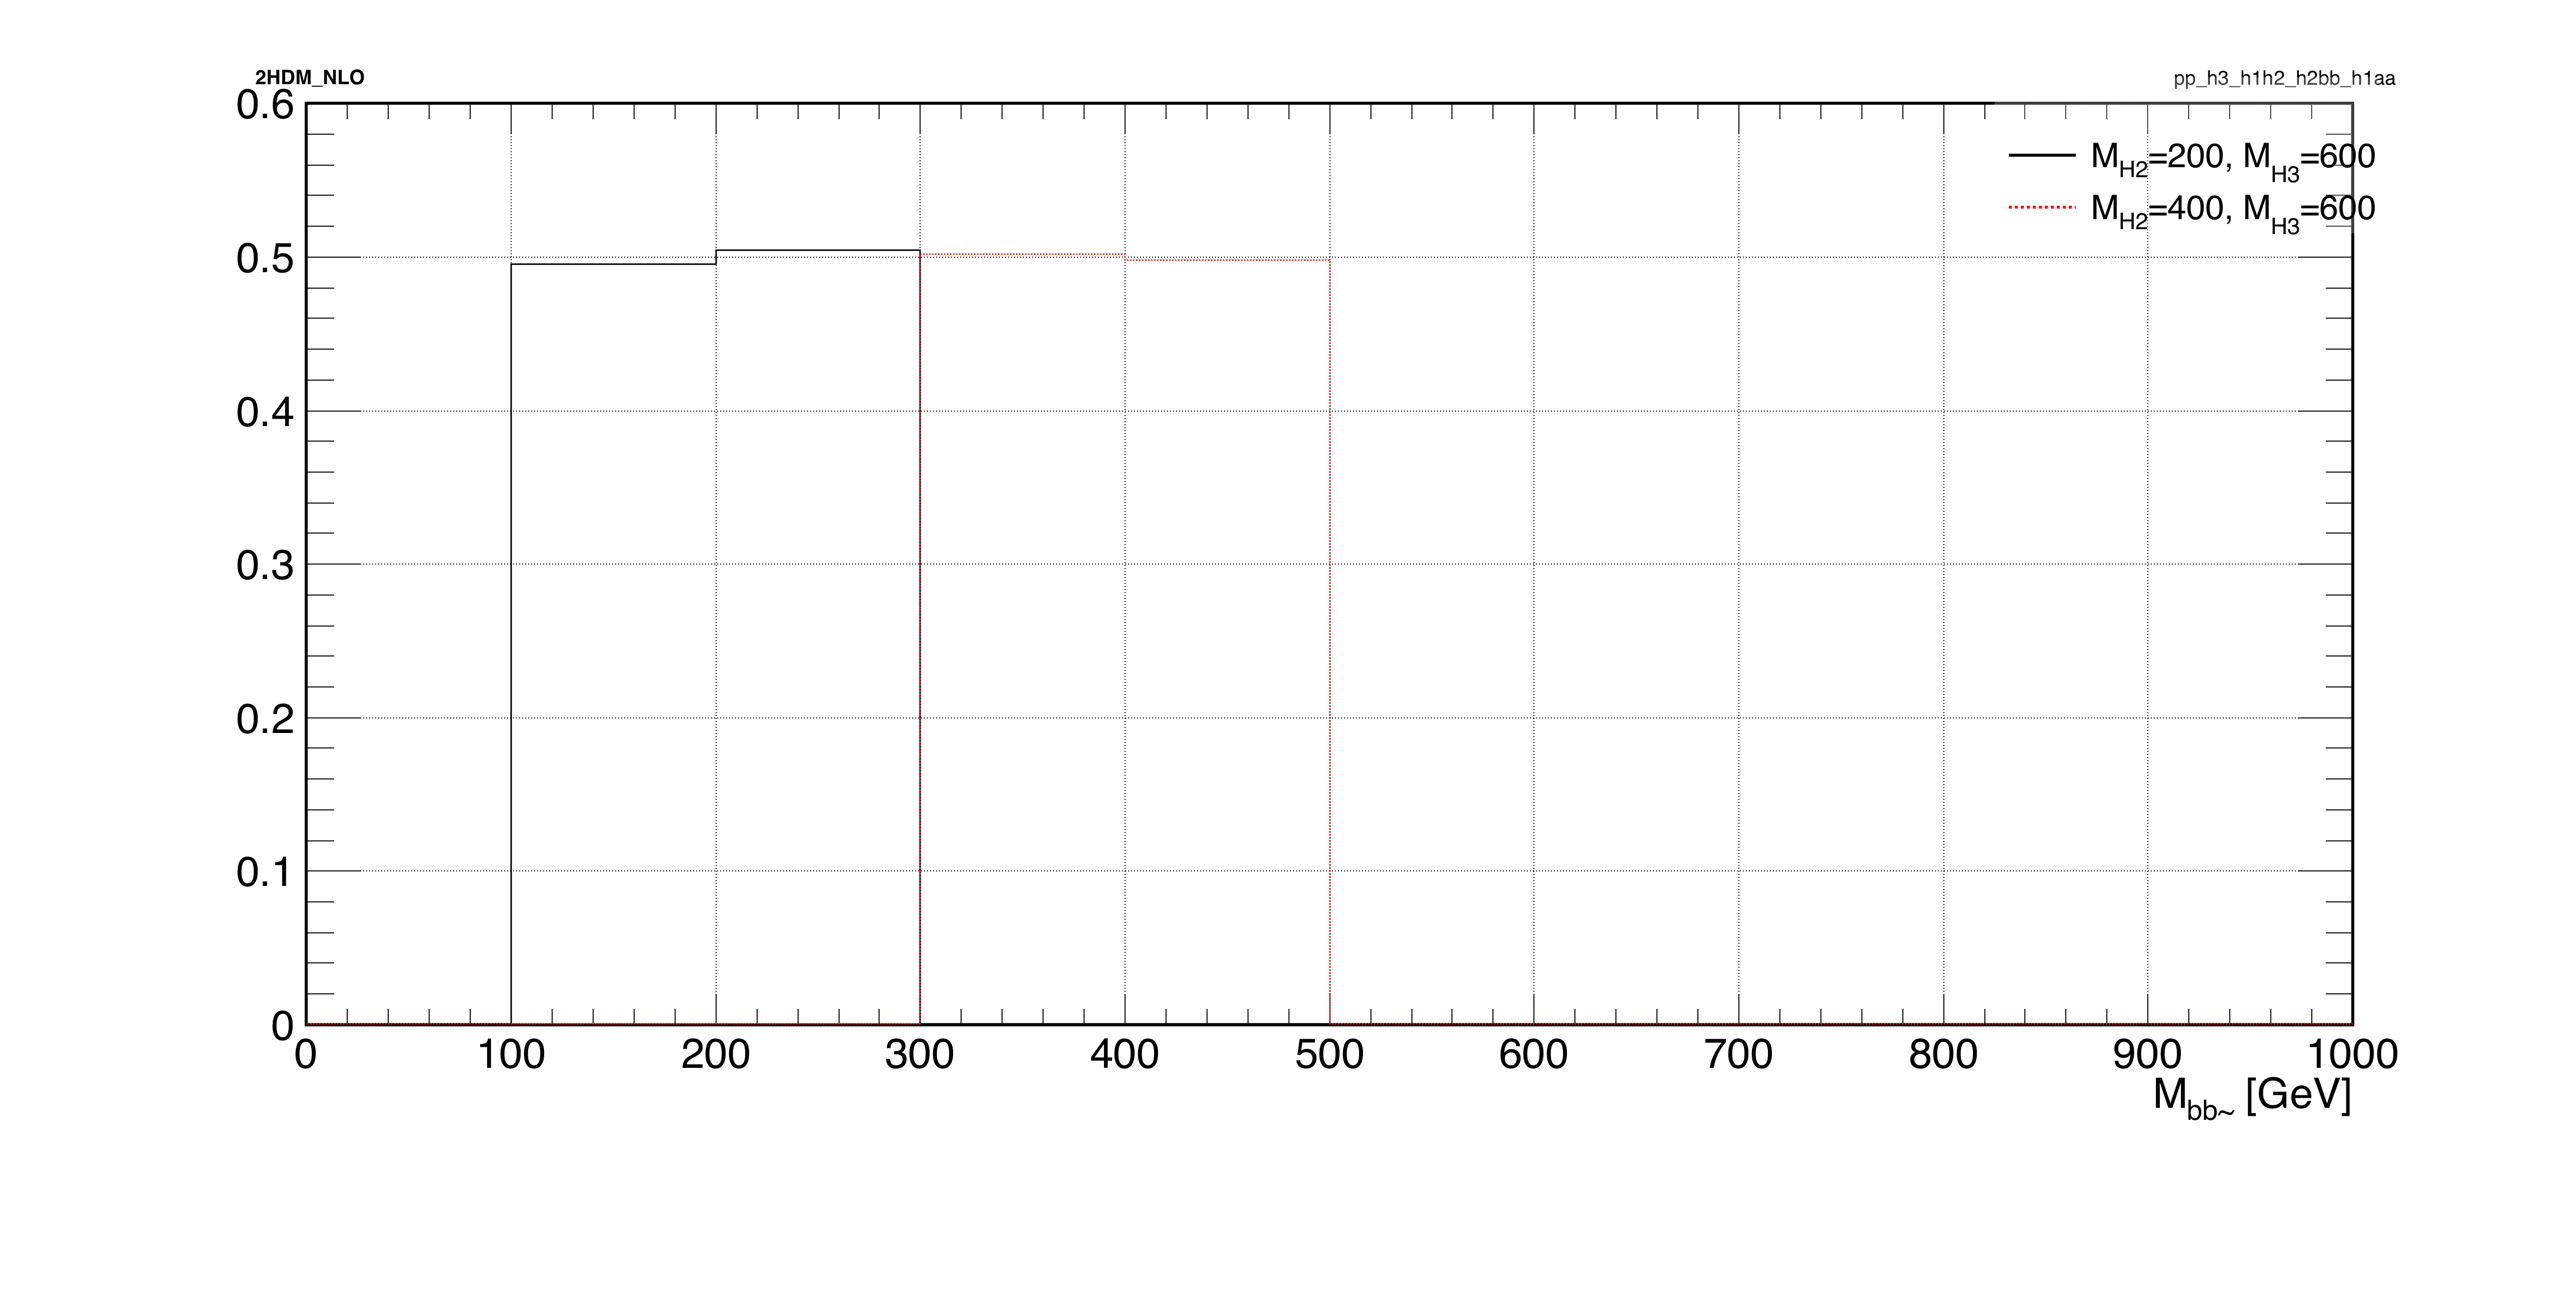 2HDM_NLO
pp_h3_h1h2_h2bb_h1aa
0.6
M_H2=200, M_H3=600
M_H2=400, M_H3=600
0.5
0.4
0.3
0.2
0.1
0
0 100 200 300 400 500 600 700 800 900 1000
M_bb~ [GeV]